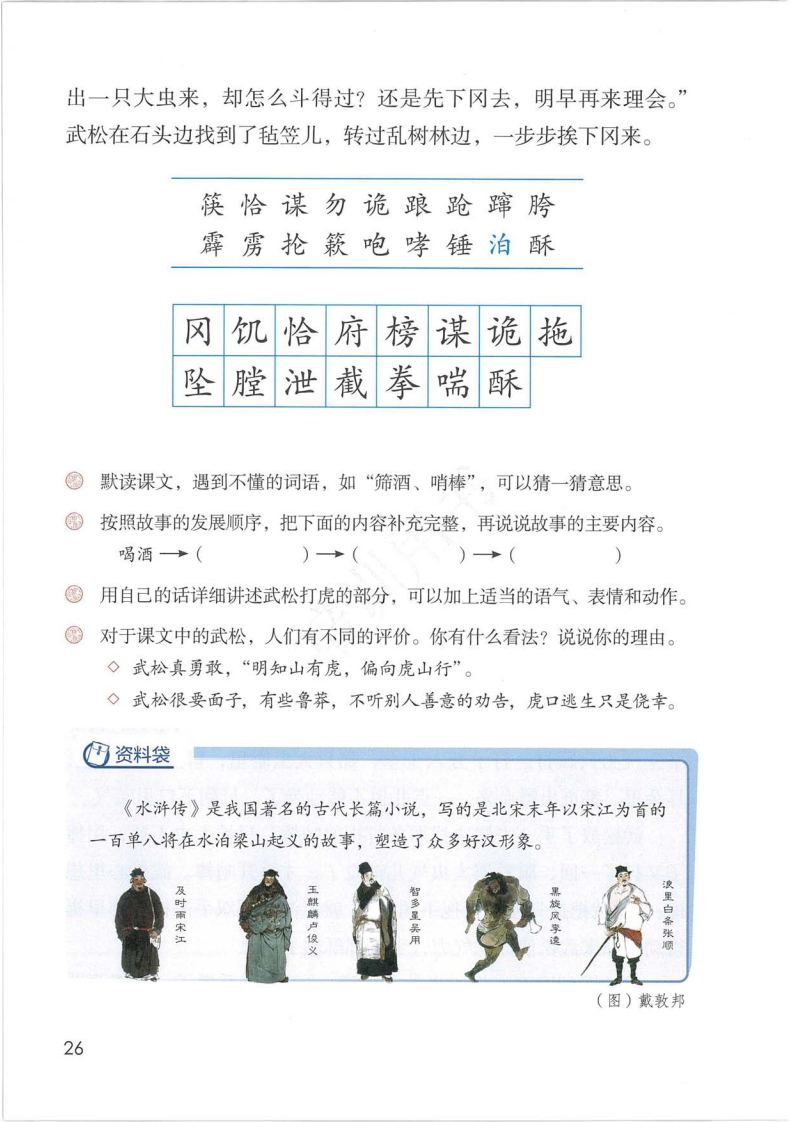 出一只大虫来，却怎么斗得过？还是先下冈去，明早再来理会。”
武松在石头边找到了毡笠儿，转过乱树林边，一步步挨下冈来。
筷 恰 谋 勿 诡 踉 跄 蹿 胯
霹 雳 抡 簌 咆 哮 锤 泊 酥
冈 饥 恰 府 榜 谋 诡 拖
坠 膛 泄 截 拳 喘 酥
默读课文，遇到不懂的词语，如“筛酒、哨棒”，可以猜一猜意思。
按照故事的发展顺序，把下面的内容补充完整，再说说故事的主要内容。
喝酒→（ ）→（ ）→（ ）
用自己的话详细讲述武松打虎的部分，可以加上适当的语气、表情和动作。
对于课文中的武松，人们有不同的评价。你有什么看法？说说你的理由。
◇ 武松真勇敢，“明知山有虎，偏向虎山行”。
◇ 武松很要面子，有些鲁莽，不听别人善意的劝告，虎口逃生只是侥幸。
资料袋
《水浒传》是我国著名的古代长篇小说，写的是北宋末年以宋江为首的
一百单八将在水泊梁山起义的故事，塑造了众多好汉形象。
及时雨宋江
玉麒麟卢俊义
智多星吴用
黑旋风李逵
浪里白条张顺
（图）戴敦邦
26